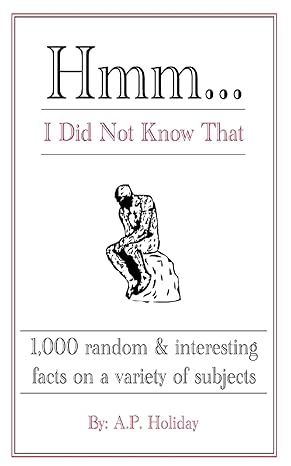 Hmm...
I Did Not Know That
1,000 random & interesting
facts on a variety of subjects
By: A.P. Holiday